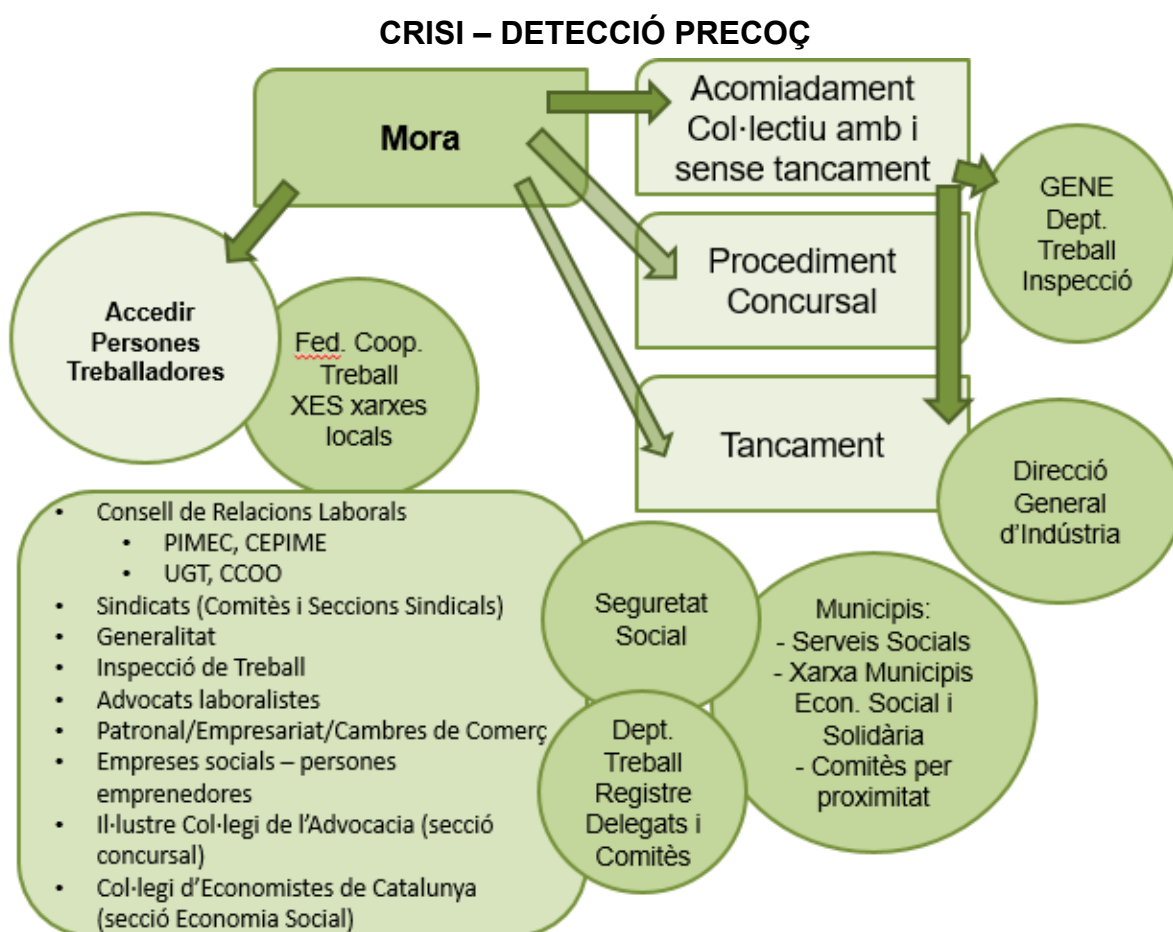 CRISI – DETECCIÓ PRECOÇ
Mora
Acomiadament
Col·lectiu amb i
sense tancament
GENE
Dept.
Treball
Inspecció
Procediment
Concursal
Accedir
Persones
Treballadores
Fed. Coop.
Treball
XES xarxes
locals
Tancament
Direcció
General
d'Indústria
• Consell de Relacions Laborals
• PIMEC, CEPIME
• UGT, CCOO
• Sindicats (Comitès i Seccions Sindicals)
• Generalitat
• Inspecció de Treball
• Advocats laboralistes
• Patronal/Empresariat/Cambres de Comerç
• Empreses socials – persones
emprenedores
• Il·lustre Col·legi de l'Advocacia (secció
concursal)
• Col·legi d'Economistes de Catalunya
(secció Economia Social)
Seguretat
Social
Dept.
Treball
Registre
Delegats i
Comitès
Municipis:
- Serveis Socials
- Xarxa Municipis
Econ. Social i
Solidària
- Comitès per
proximitat